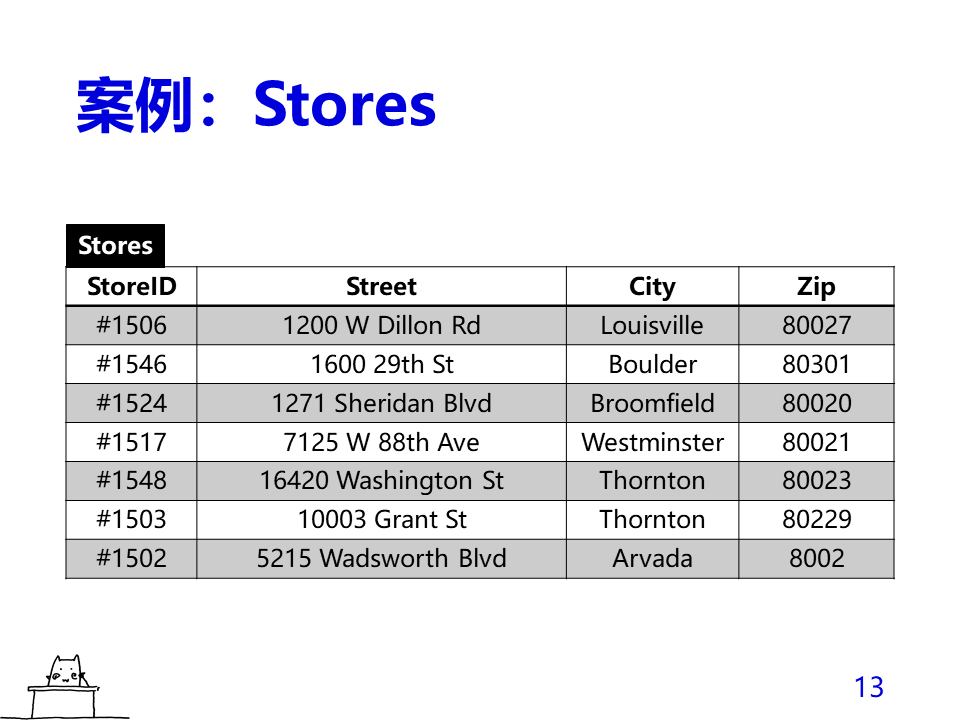 案例：Stores
Stores
StoreID Street City Zip
#1506 1200 W Dillon Rd Louisville 80027
#1546 1600 29th St Boulder 80301
#1524 1271 Sheridan Blvd Broomfield 80020
#1517 7125 W 88th Ave Westminster 80021
#1548 16420 Washington St Thornton 80023
#1503 10003 Grant St Thornton 80229
#1502 5215 Wadsworth Blvd Arvada 8002
13